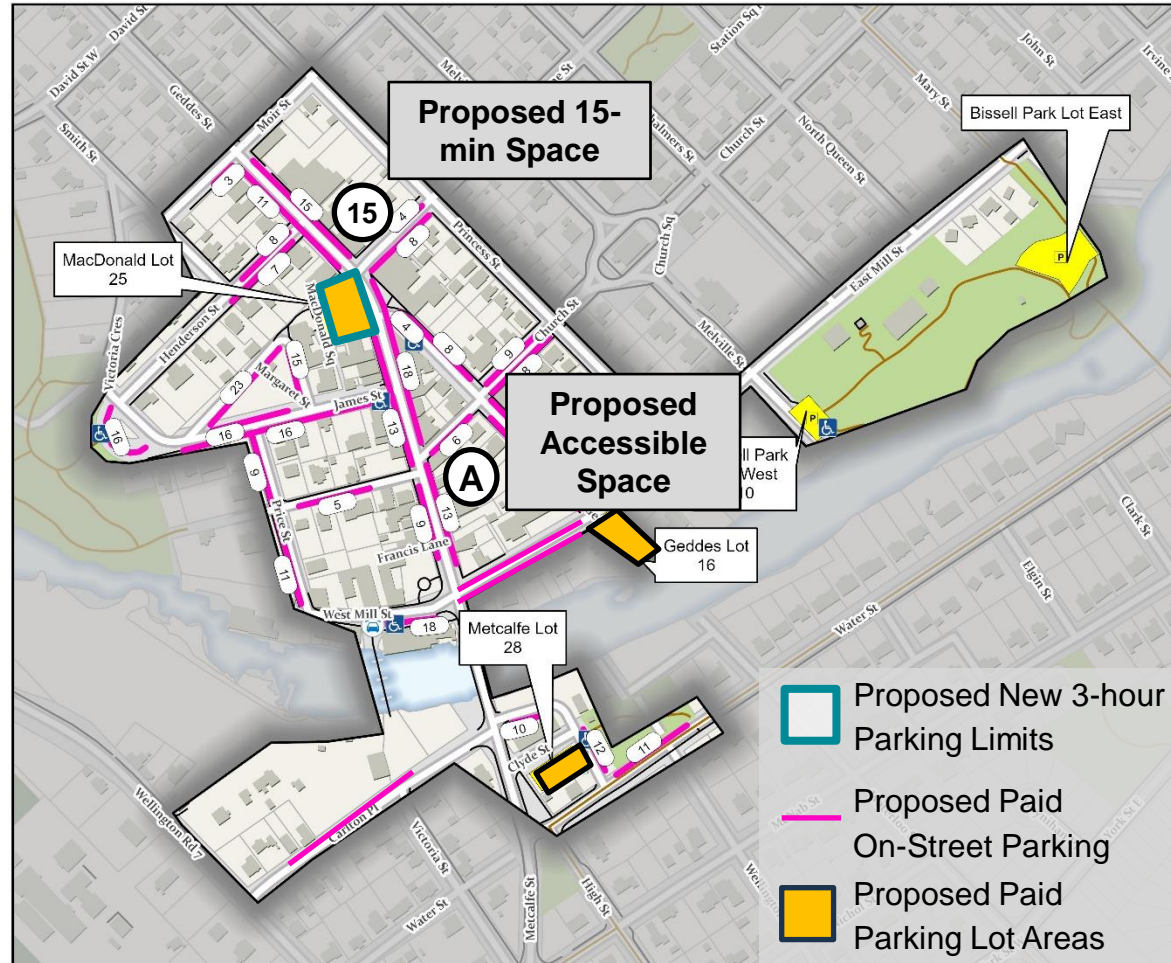 David St
David St W
Geddes St
Smith St
Moir St
Station Sq
John St
Irvine
Mary St
Bissell Park Lot East
Proposed 15-
min Space
Church St
North Queen St
15
3
11
15
4
8
8
7
Princess St
Church Sq
MacDonald Lot
25
MacDonald Sq
Henderson St
Victoria Cres
East Mill St
Melville St
4
8
9
8
Church St
15
23
Margaret St
18
James St
16
16
16
13
6
Proposed
Accessible
Space
P
P
ll Park
West
10
A
9
Price St
5
9
13
Francis Lane
11
Geddes Lot
16
Clark St
Elgin St
Water St
West Mill St
18
Metcalfe Lot
28
10
Clyde St
12
11
Wellington Rd 7
Carlton Pl
Victoria St
Water St
Metcalfe St
High St
York St E
Proposed New 3-hour
Parking Limits
Proposed Paid
On-Street Parking
Proposed Paid
Parking Lot Areas